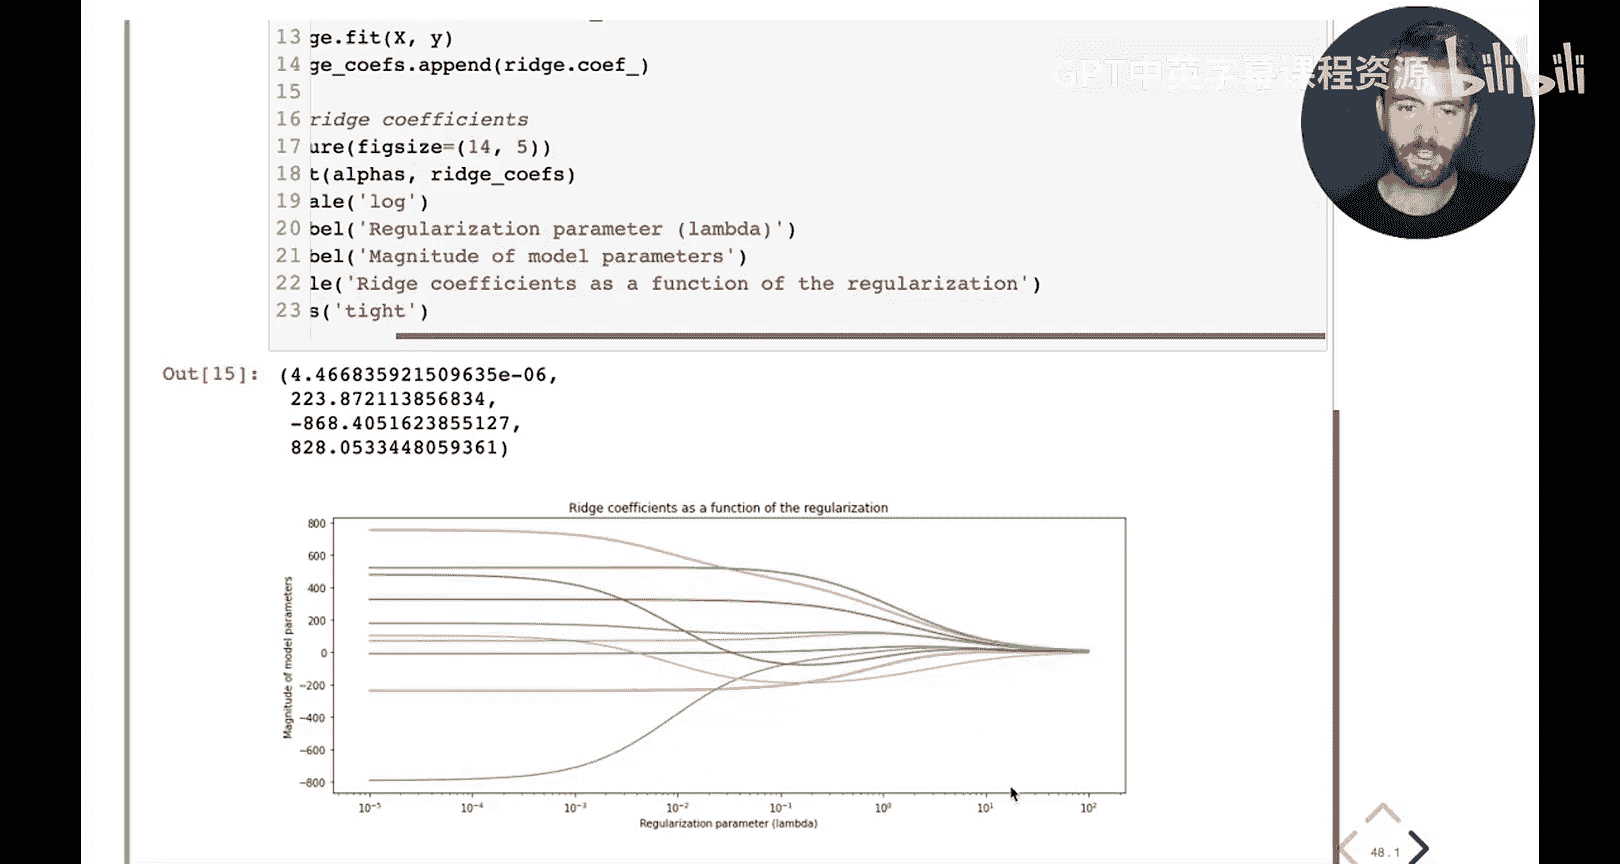 13 ge.fit(X, y)
14 ge_coefs.append(ridge.coef_)
15
16 ridge coefficients
17 ure(figsize=(14, 5))
18 t(alphas, ridge_coefs)
19 ale('log')
20 bel('Regularization parameter (lambda)')
21 bel('Magnitude of model parameters')
22 le('Ridge coefficients as a function of the regularization')
23 s('tight')
GPT中英字幕课程资源 bilibili
Out[15]: (4.466835921509635e-06,
223.872113856834,
-868.4051623855127,
828.0533448059361)
Ridge coefficients as a function of the regularization
Magnitude of model parameters
800
600
400
200
0
−200
−400
−600
−800
10⁻⁵ 10⁻⁴ 10⁻³ 10⁻² 10⁻¹ 10⁰ 10¹ 10²
Regularization parameter (lambda)
48.1